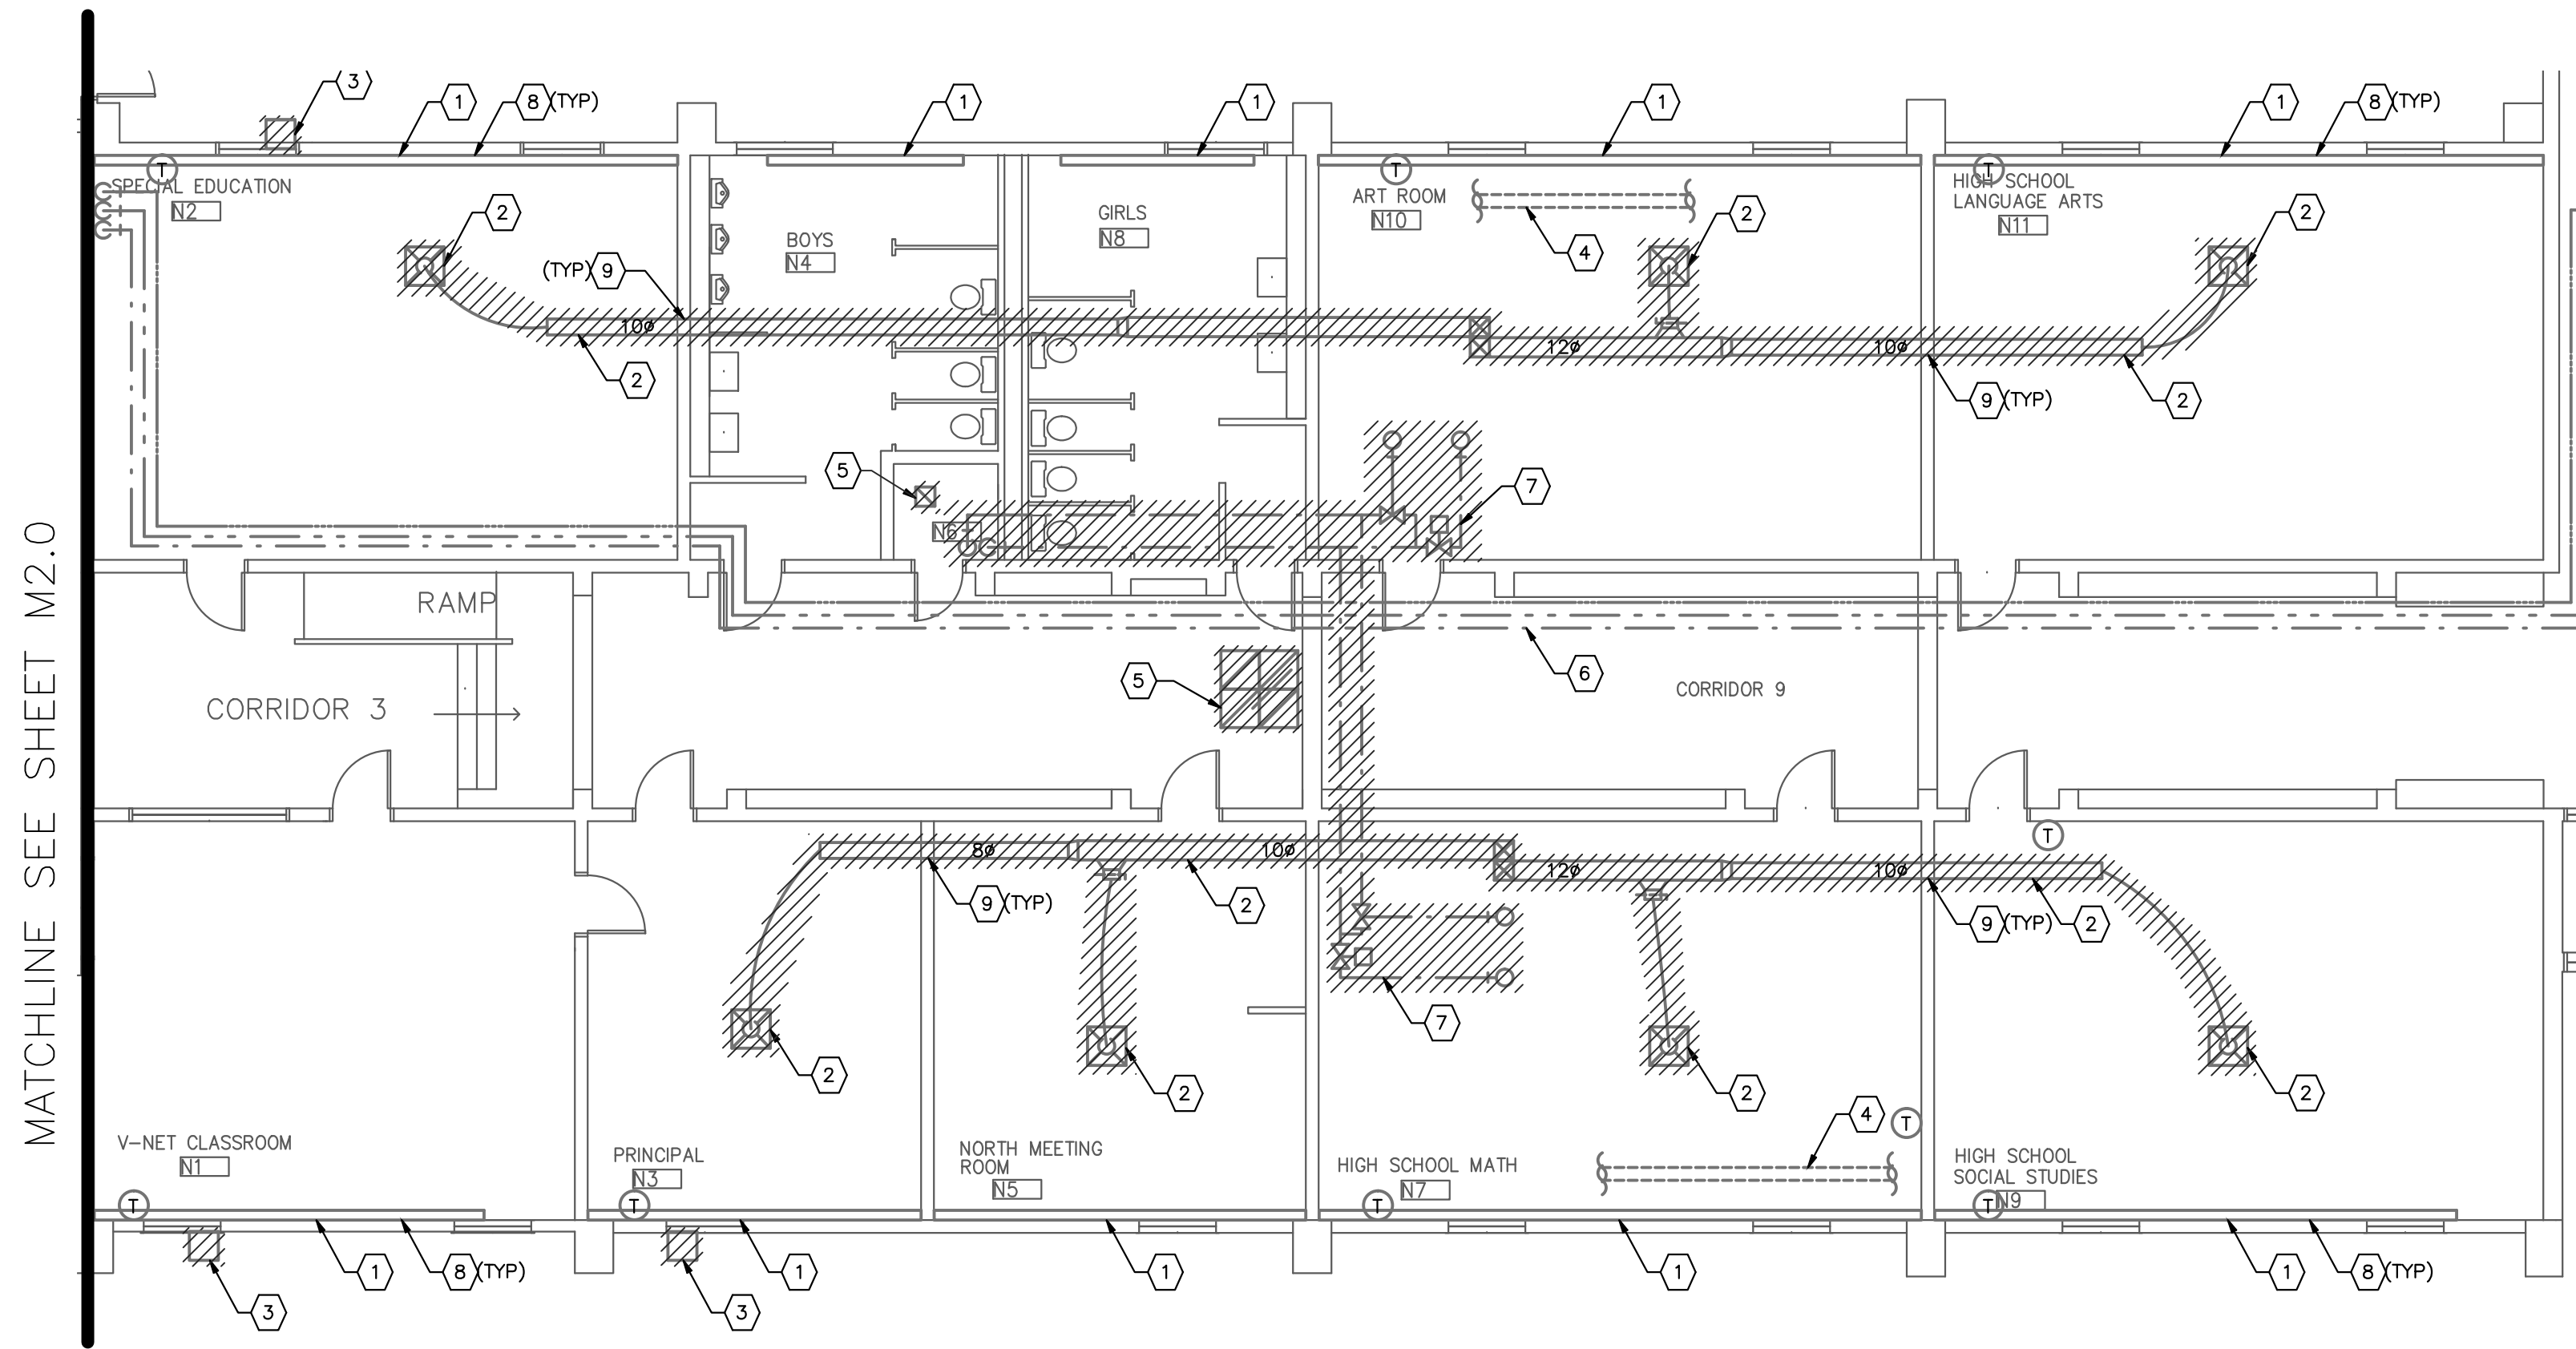 3
1
8 (TYP)
1
1
1
1
8 (TYP)
T
T
T
SPECIAL EDUCATION
N2
2
BOYS
N4
GIRLS
N8
ART ROOM
N10
4
2
HIGH SCHOOL
LANGUAGE ARTS
N11
2
(TYP) 9
10ø
2
12ø
10ø
9 (TYP)
2
5
N6
7
RAMP
CORRIDOR 3
5
6
CORRIDOR 9
MATCHLINE SEE SHEET M2.0
T
8ø
10ø
12ø
10ø
9 (TYP)
2
9 (TYP)
2
7
2
2
2
2
4
T
V-NET CLASSROOM
N1
PRINCIPAL
N3
NORTH MEETING
ROOM
N5
HIGH SCHOOL MATH
N7
HIGH SCHOOL
SOCIAL STUDIES
N9
T
T
T
T
1
8 (TYP)
1
1
1
1
8 (TYP)
3
3